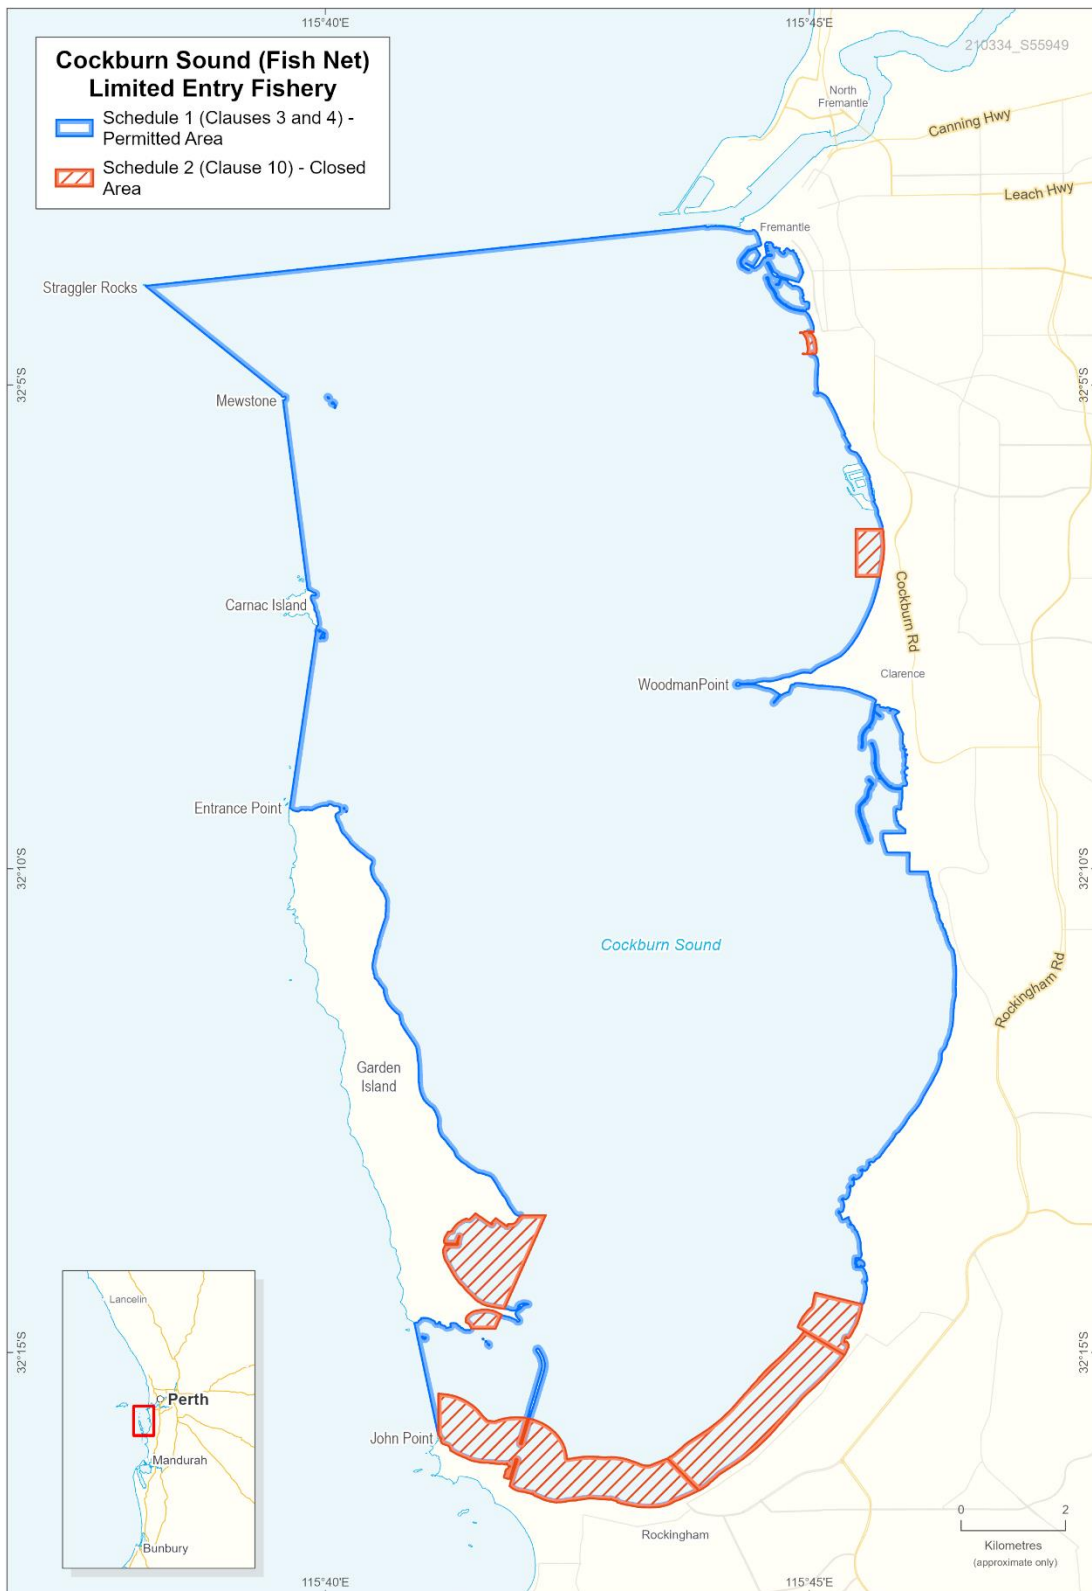 115°40'E
115°45'E
210334_S55949
Cockburn Sound (Fish Net)
Limited Entry Fishery
Schedule 1 (Clauses 3 and 4) -
Permitted Area
Schedule 2 (Clause 10) - Closed
Area
North
Fremantle
Canning Hwy
Leach Hwy
Fremantle
Straggler Rocks
32°5'S
32°5'S
Mewstone
Carnac Island
Cockburn Rd
WoodmanPoint
Clarence
Entrance Point
32°10'S
32°10'S
Cockburn Sound
Rockingham Rd
Garden
Island
Lancelin
Perth
Mandurah
Bunbury
32°15'S
32°15'S
John Point
Rockingham
0
2
Kilometres
(approximate only)
115°40'E
115°45'E